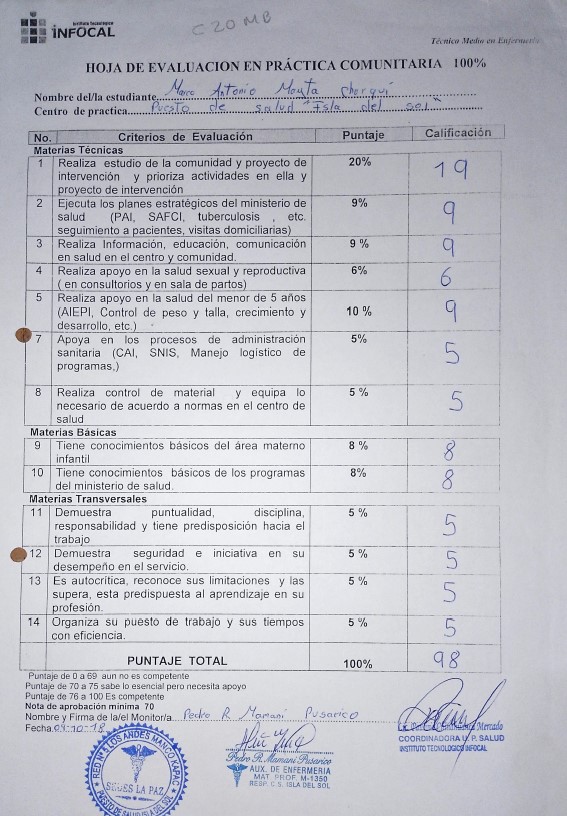 Instituto Tecnológico
INFOCAL
C 20 MB
Técnico Medio en Enfermería
HOJA DE EVALUACION EN PRÁCTICA COMUNITARIA 100%
Nombre del/la estudiante Marco Antonio Mayta
Centro de practica Puesto de salud "Isla del sol"
No. Criterios de Evaluación Puntaje Calificación
Materias Técnicas
1 Realiza estudio de la comunidad y proyecto de 20% 19
intervención y prioriza actividades en ella y
proyecto de intervención
2 Ejecuta los planes estratégicos del ministerio de 9% 9
salud (PAI, SAFCI, tuberculosis , etc.
seguimiento a pacientes, visitas domiciliarias)
3 Realiza Información, educación, comunicación 9 % 9
en salud en el centro y comunidad.
4 Realiza apoyo en la salud sexual y reproductiva 6% 6
( en consultorios y en sala de partos)
5 Realiza apoyo en la salud del menor de 5 años 10 % 9
(AIEPI, Control de peso y talla, crecimiento y
desarrollo, etc.)
7 Apoya en los procesos de administración 5% 5
sanitaria (CAI, SNIS, Manejo logístico de
programas,)
8 Realiza control de material y equipa lo 5 % 5
necesario de acuerdo a normas en el centro de
salud
Materias Básicas
9 Tiene conocimientos básicos del área materno 8 % 8
infantil
10 Tiene conocimientos básicos de los programas 8% 8
del ministerio de salud.
Materias Transversales
11 Demuestra puntualidad, disciplina, 5 % 5
responsabilidad y tiene predisposición hacia el
trabajo
12 Demuestra seguridad e iniciativa en su 5 % 5
desempeño en el servicio.
13 Es autocrítica, reconoce sus limitaciones y las 5 % 5
supera, esta predispuesta al aprendizaje en su
profesión.
14 Organiza su puesto de trabajo y sus tiempos 5 % 5
con eficiencia.
PUNTAJE TOTAL 100% 98
Puntaje de 0 a 69 aun no es competente
Puntaje de 70 a 75 sabe lo esencial pero necesita apoyo
Puntaje de 76 a 100 Es competente
Nota de aprobación mínima 70
Nombre y Firma de la/el Monitor/a Pedro R. Mamani Pusarico
Fecha
RED Nº 5 LOS ANDES MANCO KAPAC
SEDES LA PAZ
PUESTO DE SALUD ISLA DEL SOL
Pedro R. Mamani Pusarico
AUX. DE ENFERMERIA
MAT. PROF. M-1350
RESP. C.S. ISLA DEL SOL
Mercado
COORDINADORA U.P. SALUD
INSTITUTO TECNOLOGICO INFOCAL